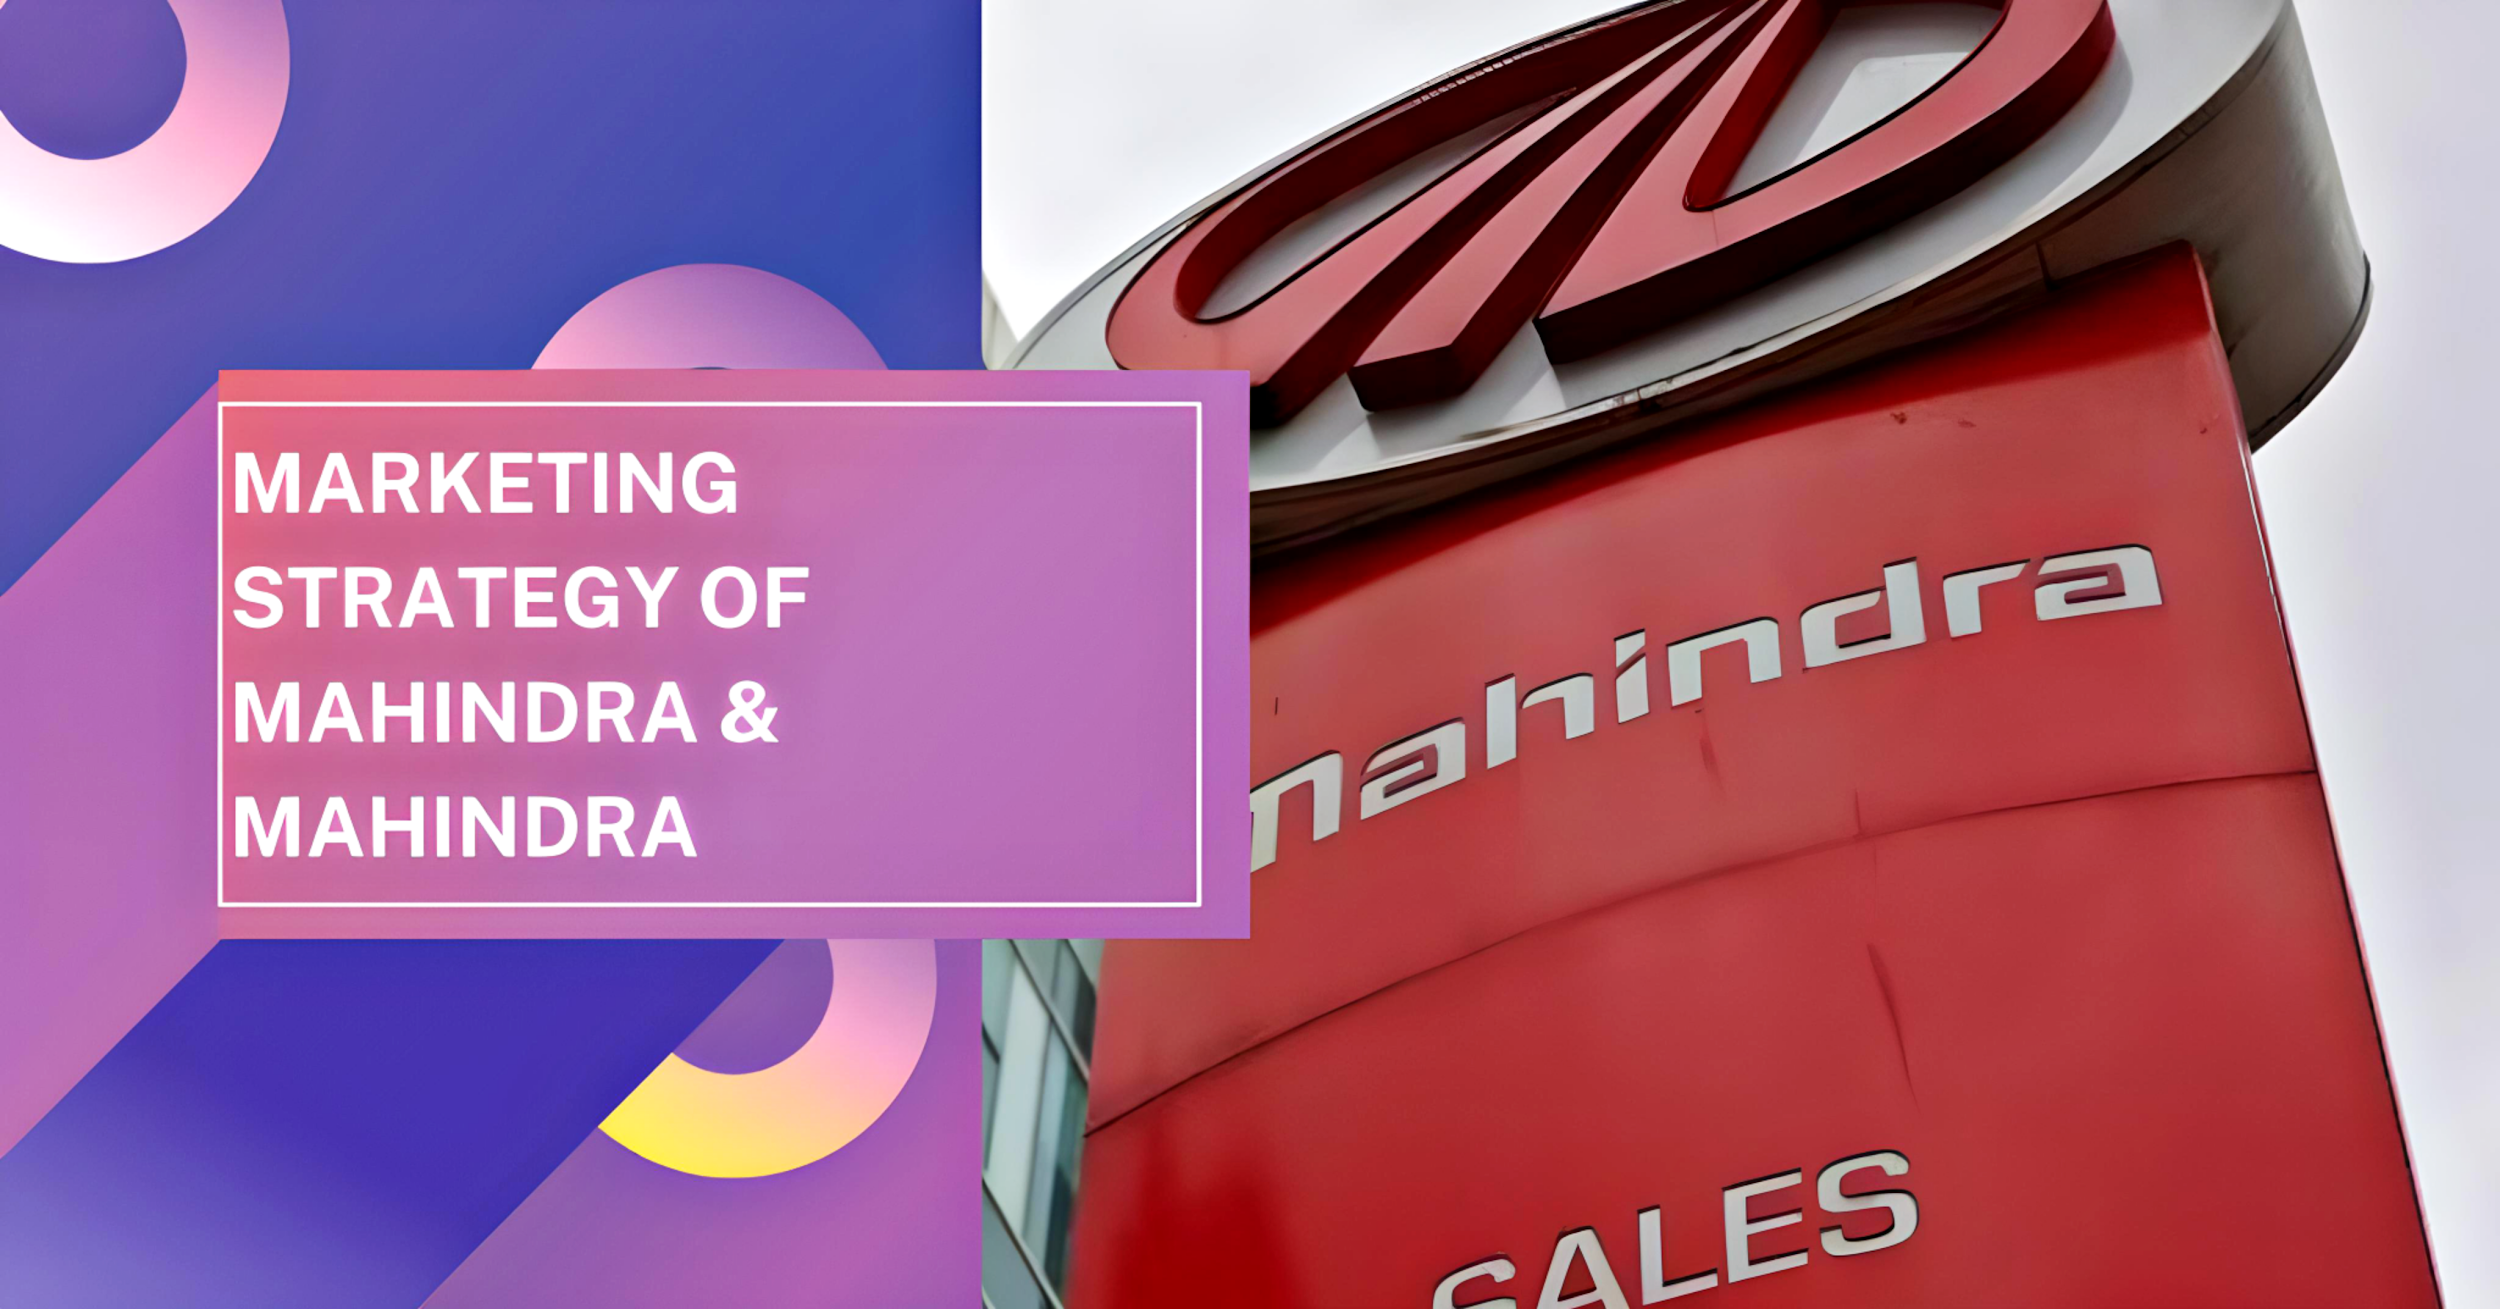 MARKETING
STRATEGY OF
MAHINDRA &
MAHINDRA
mahindra
SALES